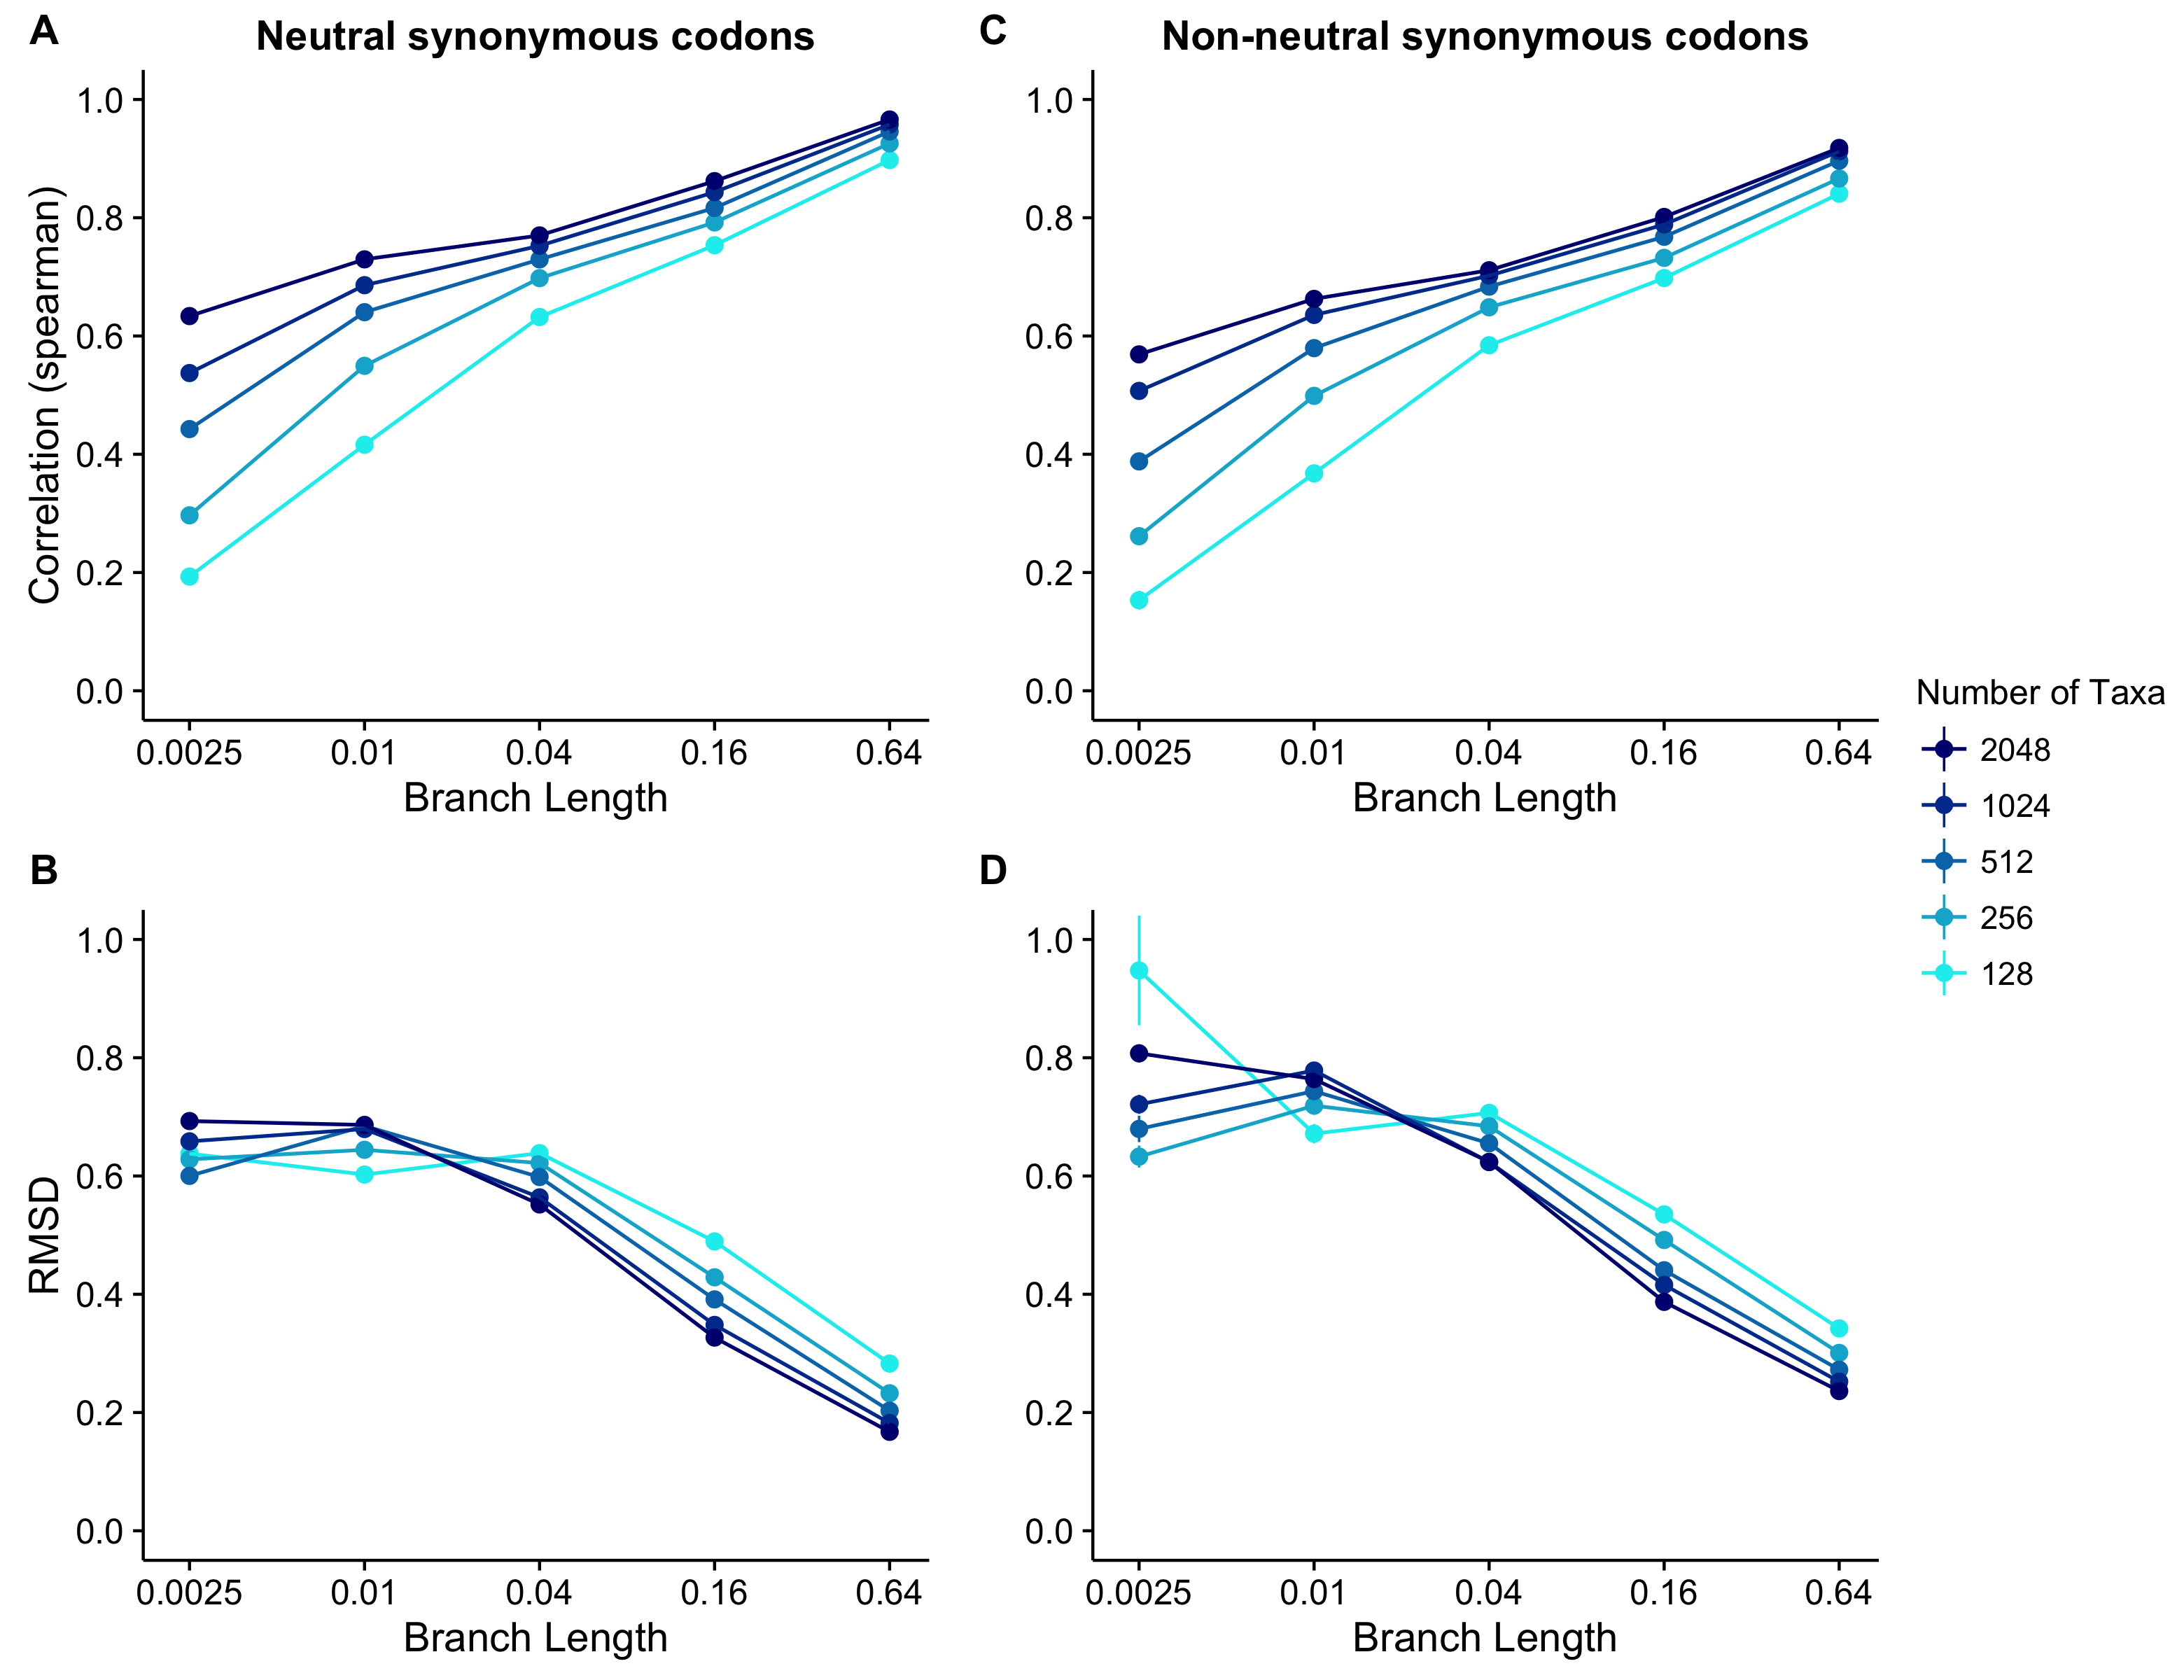 A
Neutral synonymous codons
Correlation (spearman)
1.0
0.8
0.6
0.4
0.2
0.0
0.0025 0.01 0.04 0.16 0.64
Branch Length
B
RMSD
1.0
0.8
0.6
0.4
0.2
0.0
0.0025 0.01 0.04 0.16 0.64
Branch Length
C
Non-neutral synonymous codons
1.0
0.8
0.6
0.4
0.2
0.0
0.0025 0.01 0.04 0.16 0.64
Branch Length
D
1.0
0.8
0.6
0.4
0.2
0.0
0.0025 0.01 0.04 0.16 0.64
Branch Length
Number of Taxa
2048
1024
512
256
128